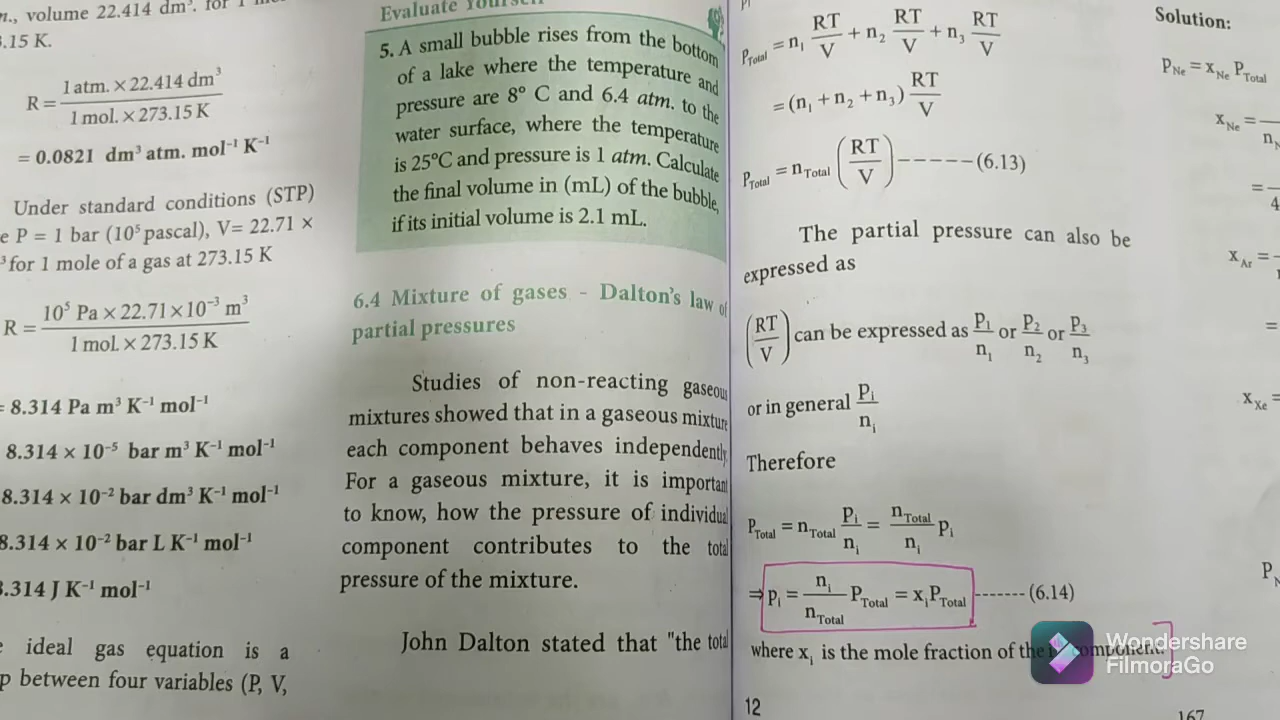 volume 22.414 dm³. for 1
.15 K.
R = 1 atm. × 22.414 dm³ / 1 mol. × 273.15 K
= 0.0821 dm³ atm. mol⁻¹ K⁻¹
Under standard conditions (STP)
P = 1 bar (10⁵ pascal), V= 22.71 ×
³ for 1 mole of a gas at 273.15 K
R = 10⁵ Pa × 22.71×10⁻³ m³ / 1 mol. × 273.15 K
= 8.314 Pa m³ K⁻¹ mol⁻¹
8.314 × 10⁻⁵ bar m³ K⁻¹ mol⁻¹
8.314 × 10⁻² bar dm³ K⁻¹ mol⁻¹
8.314 × 10⁻² bar L K⁻¹ mol⁻¹
.314 J K⁻¹ mol⁻¹
ideal gas equation is a
between four variables (P, V,
Evaluate Yourself
5. A small bubble rises from the bottom
of a lake where the temperature and
pressure are 8° C and 6.4 atm. to the
water surface, where the temperature
is 25°C and pressure is 1 atm. Calculate
the final volume in (mL) of the bubble,
if its initial volume is 2.1 mL.
6.4 Mixture of gases - Dalton's law of
partial pressures
Studies of non-reacting gaseous
mixtures showed that in a gaseous mixture
each component behaves independently.
For a gaseous mixture, it is important
to know, how the pressure of individual
component contributes to the total
pressure of the mixture.
John Dalton stated that "the total
P_Total = n₁ RT/V + n₂ RT/V + n₃ RT/V
= (n₁ + n₂ + n₃) RT/V
P_Total = n_Total (RT/V) -----(6.13)
The partial pressure can also be
expressed as
(RT/V) can be expressed as P₁/n₁ or P₂/n₂ or P₃/n₃
or in general Pᵢ/nᵢ
Therefore
P_Total = n_Total Pᵢ/nᵢ = n_Total/nᵢ Pᵢ
⇒ pᵢ = nᵢ/n_Total P_Total = xᵢP_Total ------- (6.14)
where xᵢ is the mole fraction of the component.
12
167
Solution:
P_Ne = x_Ne P_Total
x_Ne =
=
4
x_Ar =
=
x_Xe =
Wondershare
FilmoraGo